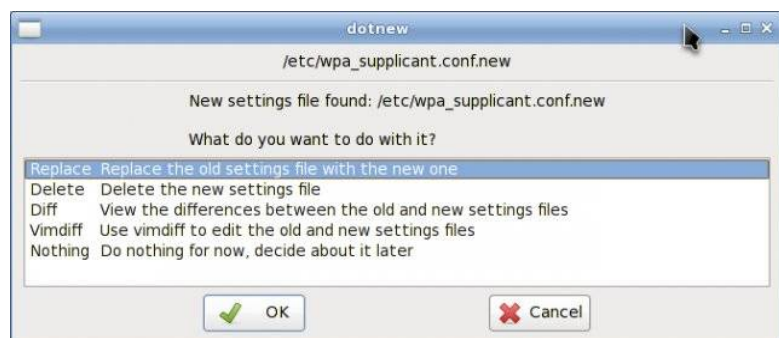 dotnew
/etc/wpa_supplicant.conf.new
New settings file found: /etc/wpa_supplicant.conf.new
What do you want to do with it?
Replace Replace the old settings file with the new one
Delete Delete the new settings file
Diff View the differences between the old and new settings files
Vimdiff Use vimdiff to edit the old and new settings files
Nothing Do nothing for now, decide about it later
OK Cancel